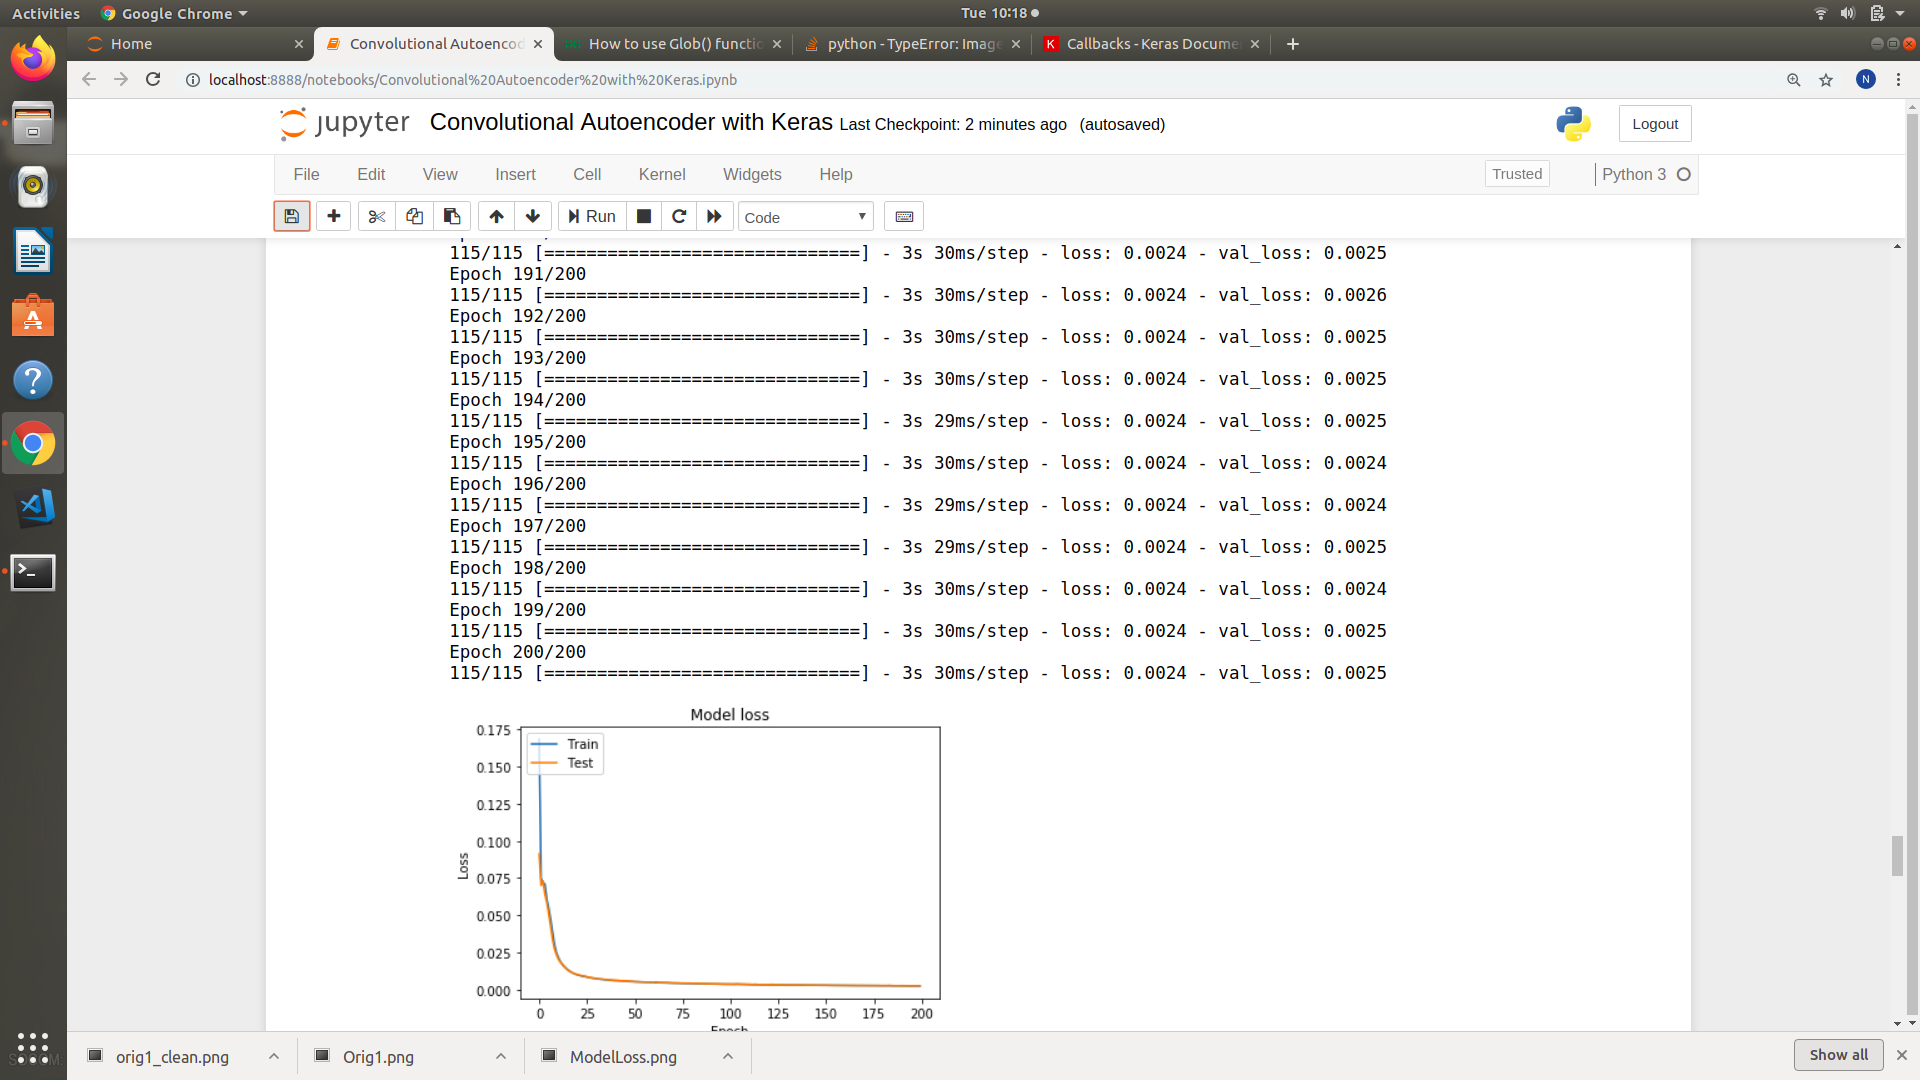 Activities
Google Chrome
Tue 10:18
Home
Convolutional Autoencod
How to use Glob() functio
python - TypeError: Image
Callbacks - Keras Docume
localhost:8888/notebooks/Convolutional%20Autoencoder%20with%20Keras.ipynb
N
jupyter
Convolutional Autoencoder with Keras Last Checkpoint: 2 minutes ago (autosaved)
Logout
File Edit View Insert Cell Kernel Widgets Help
Trusted
Python 3
Run
Code
115/115 [==============================] - 3s 30ms/step - loss: 0.0024 - val_loss: 0.0025
Epoch 191/200
115/115 [==============================] - 3s 30ms/step - loss: 0.0024 - val_loss: 0.0026
Epoch 192/200
115/115 [==============================] - 3s 30ms/step - loss: 0.0024 - val_loss: 0.0025
Epoch 193/200
115/115 [==============================] - 3s 30ms/step - loss: 0.0024 - val_loss: 0.0025
Epoch 194/200
115/115 [==============================] - 3s 29ms/step - loss: 0.0024 - val_loss: 0.0025
Epoch 195/200
115/115 [==============================] - 3s 30ms/step - loss: 0.0024 - val_loss: 0.0024
Epoch 196/200
115/115 [==============================] - 3s 29ms/step - loss: 0.0024 - val_loss: 0.0024
Epoch 197/200
115/115 [==============================] - 3s 29ms/step - loss: 0.0024 - val_loss: 0.0025
Epoch 198/200
115/115 [==============================] - 3s 30ms/step - loss: 0.0024 - val_loss: 0.0024
Epoch 199/200
115/115 [==============================] - 3s 30ms/step - loss: 0.0024 - val_loss: 0.0025
Epoch 200/200
115/115 [==============================] - 3s 30ms/step - loss: 0.0024 - val_loss: 0.0025
Model loss
Train
Test
0.175
0.150
0.125
0.100
0.075
0.050
0.025
0.000
Loss
0 25 50 75 100 125 150 175 200
Epoch
orig1_clean.png
Orig1.png
ModelLoss.png
Show all